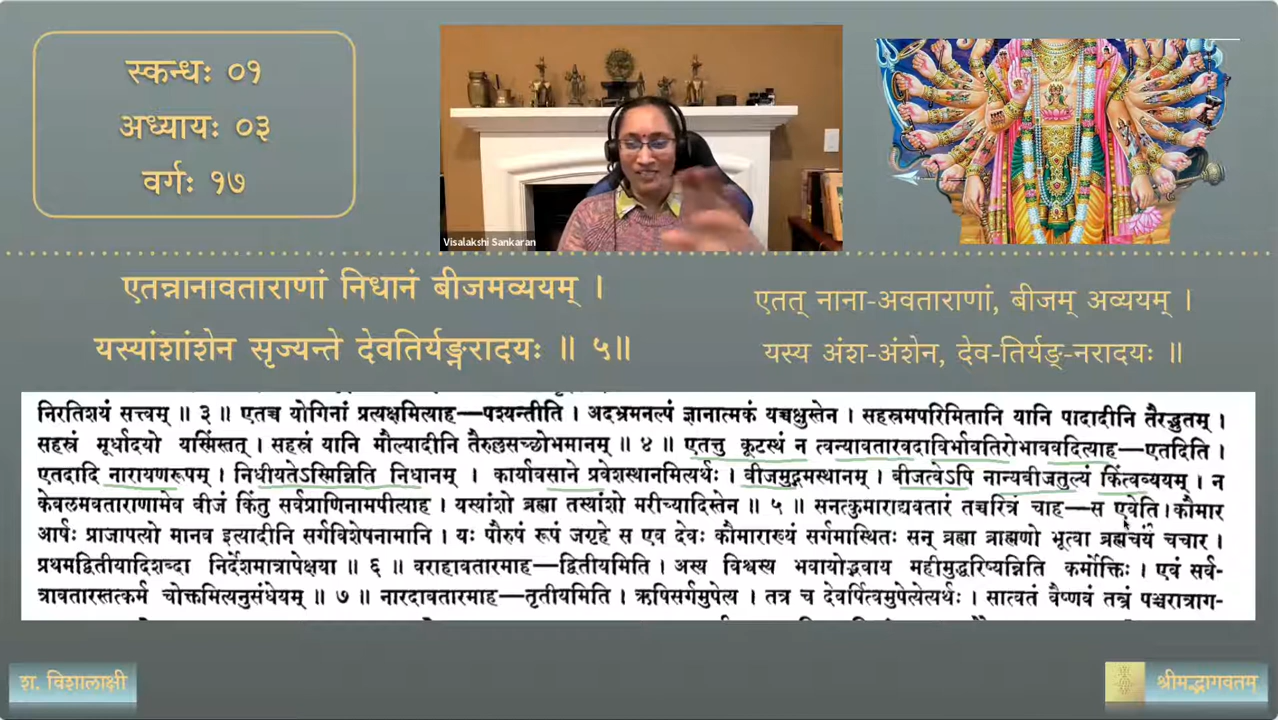 स्कन्धः ०१
अध्यायः ०३
वर्गः १७
Visalakshi Sankaran
एतन्नानावताराणां निधानं बीजमव्ययम् ।
यस्यांशांशेन सृज्यन्ते देवतिर्यङ्नरादयः ॥ ५॥
एतत् नाना-अवताराणां, बीजम् अव्ययम् ।
यस्य अंश-अंशेन, देव-तिर्यङ्-नरादयः ॥
निरतिशयं सत्त्वम् ॥ ३ ॥ एतच्च योगिनां प्रत्यक्षमित्याह—पश्यन्तीति । अदभ्रमनल्पं ज्ञानात्मकं यच्चक्षुस्तेन । सहस्रमपरिमितानि यानि पादादीनि तैरद्भुतम् ।
सहस्रं मूर्धादयो यस्मिंस्तत् । सहस्रं यानि मौल्यादीनि तैरुल्लसच्छोभमानम् ॥ ४ ॥ एतत्तु कूटस्थं न त्वन्यावतारवदाविर्भावतिरोभाववदित्याह—एतदिति ।
एतदादि नारायणरूपम् । निधीयतेऽस्मिन्निति निधानम् । कार्यावसाने प्रवेशस्थानमित्यर्थः । बीजमुद्गमस्थानम् । बीजत्वेऽपि नान्यबीजतुल्यं किंत्वव्ययम् । न
केवलमवताराणामेव बीजं किंतु सर्वप्राणिनामपीत्याह । यस्यांशो ब्रह्मा तस्यांशो मरीच्यादिस्तेन ॥ ५ ॥ सनत्कुमाराद्यवतारं तच्चरित्रं चाह—स एवेति । कौमार
आर्षः प्राजापत्यो मानव इत्यादीनि सर्गविशेषनामानि । यः पौरुषं रूपं जगृहे स एव देवः कौमाराख्यं सर्गमास्थितः सन् ब्रह्मा ब्राह्मणो भूत्वा ब्रह्मचर्यं चचार ।
प्रथमद्वितीयादिशब्दा निर्देशमात्रापेक्षया ॥ ६ ॥ वराहावतारमाह—द्वितीयमिति । अस्य विश्वस्य भवायोद्भवाय महीमुद्धरिष्यन्निति कर्मोक्तिः । एवं सर्व-
त्रावतारस्तत्कर्म चोक्तमित्यनुसंधेयम् ॥ ७ ॥ नारदावतारमाह—तृतीयमिति । ऋषिसर्गमुपेत्य । तत्र च देवर्षित्वमुपेत्येत्यर्थः । सात्वतं वैष्णवं तन्त्रं पञ्चरात्राग-
श. विशालाक्षी
श्रीमद्भागवतम्